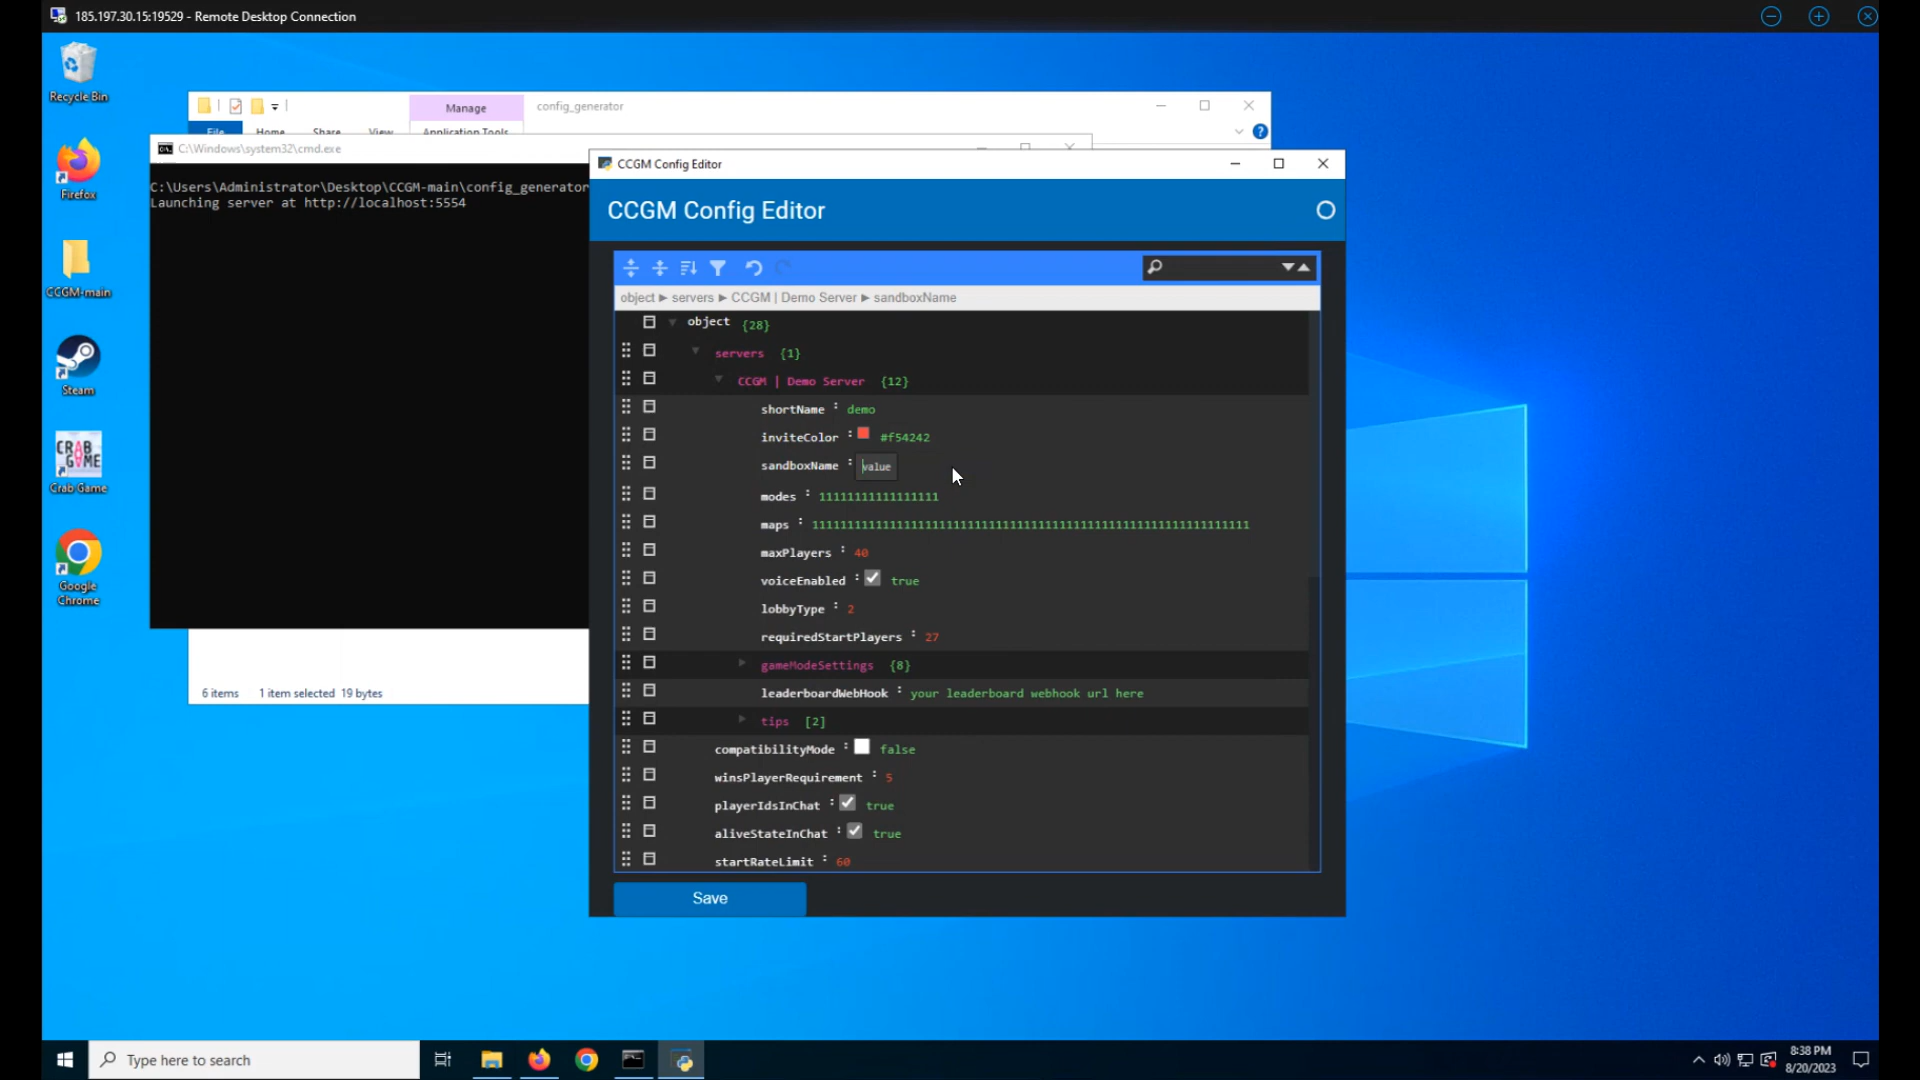 185.197.30.15:19529 - Remote Desktop Connection
Recycle Bin
Firefox
CCGM-main
Steam
CRAB GAME
Crab Game
Google Chrome
Manage
config_generator
File Home Share View Application Tools
C:\Windows\system32\cmd.exe
C:\Users\Administrator\Desktop\CCGM-main\config_generator
Launching server at http://localhost:5554
6 items 1 item selected 19 bytes
CCGM Config Editor
CCGM Config Editor
object ► servers ► CCGM | Demo Server ► sandboxName
object {28}
servers {1}
CCGM | Demo Server {12}
shortName : demo
inviteColor : #f54242
sandboxName : value
modes : 11111111111111111
maps : 11111111111111111111111111111111111111111111111111111111111111
maxPlayers : 40
voiceEnabled : true
lobbyType : 2
requiredStartPlayers : 27
gameModeSettings {8}
leaderboardWebHook : your leaderboard webhook url here
tips [2]
compatibilityMode : false
winsPlayerRequirement : 5
playerIdsInChat : true
aliveStateInChat : true
startRateLimit : 60
Save
Type here to search
8:38 PM
8/20/2023